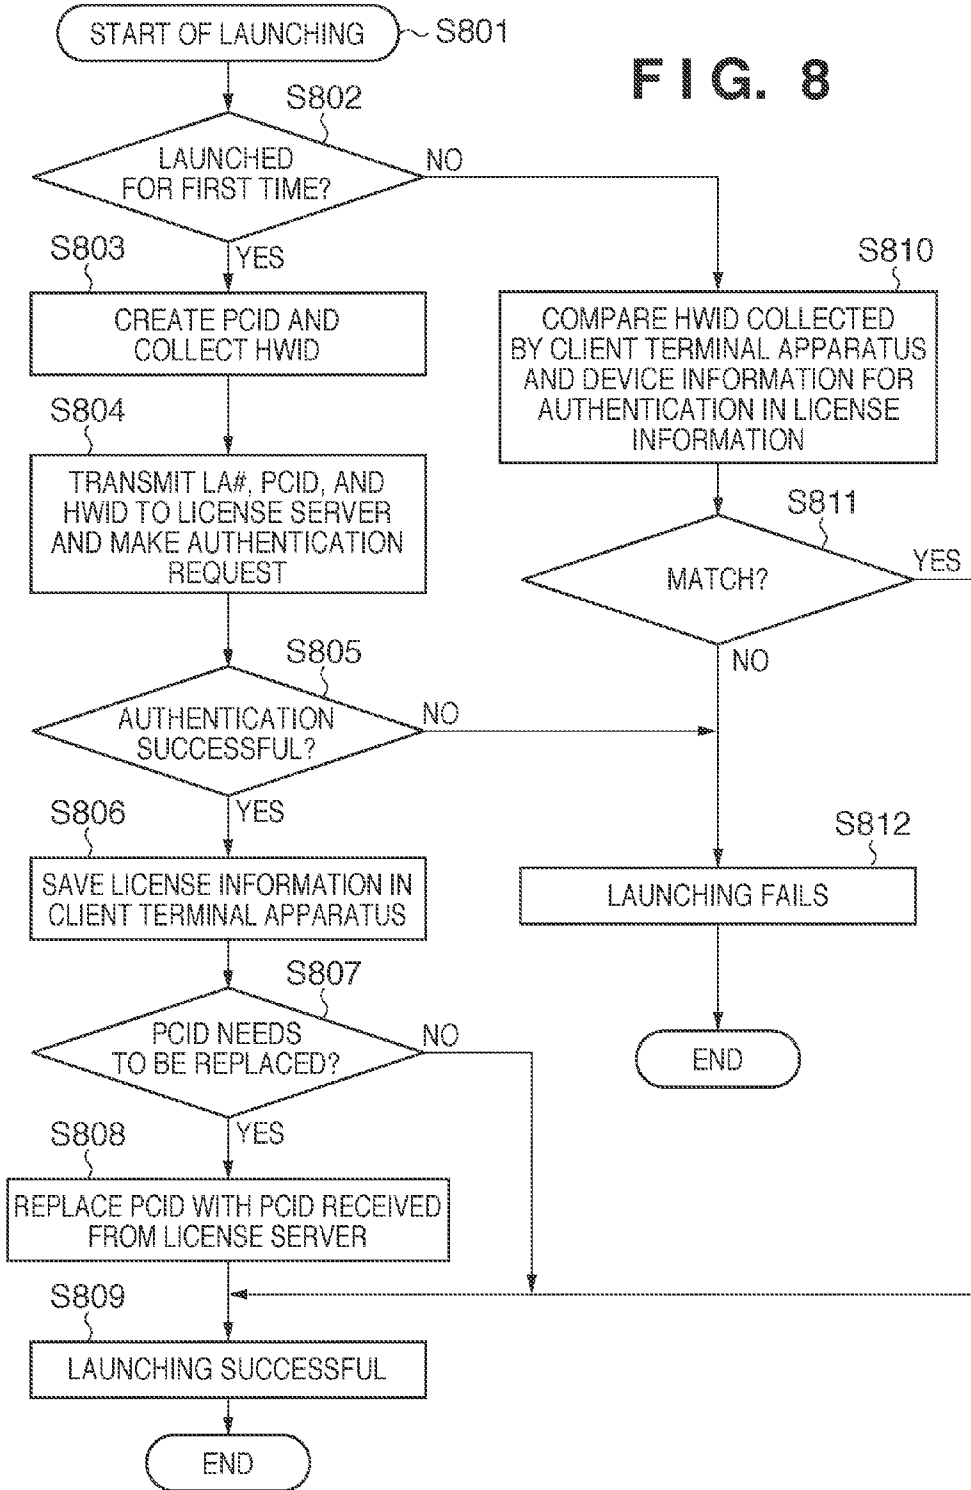 START OF LAUNCHING
S801
FIG. 8
S802
LAUNCHED
FOR FIRST TIME?
NO
YES
S803
CREATE PCID AND
COLLECT HWID
S804
TRANSMIT LA#, PCID, AND
HWID TO LICENSE SERVER
AND MAKE AUTHENTICATION
REQUEST
S805
AUTHENTICATION
SUCCESSFUL?
NO
YES
S806
SAVE LICENSE INFORMATION IN
CLIENT TERMINAL APPARATUS
S807
PCID NEEDS
TO BE REPLACED?
NO
YES
S808
REPLACE PCID WITH PCID RECEIVED
FROM LICENSE SERVER
S809
LAUNCHING SUCCESSFUL
END
S810
COMPARE HWID COLLECTED
BY CLIENT TERMINAL APPARATUS
AND DEVICE INFORMATION FOR
AUTHENTICATION IN LICENSE
INFORMATION
S811
MATCH?
YES
NO
S812
LAUNCHING FAILS
END